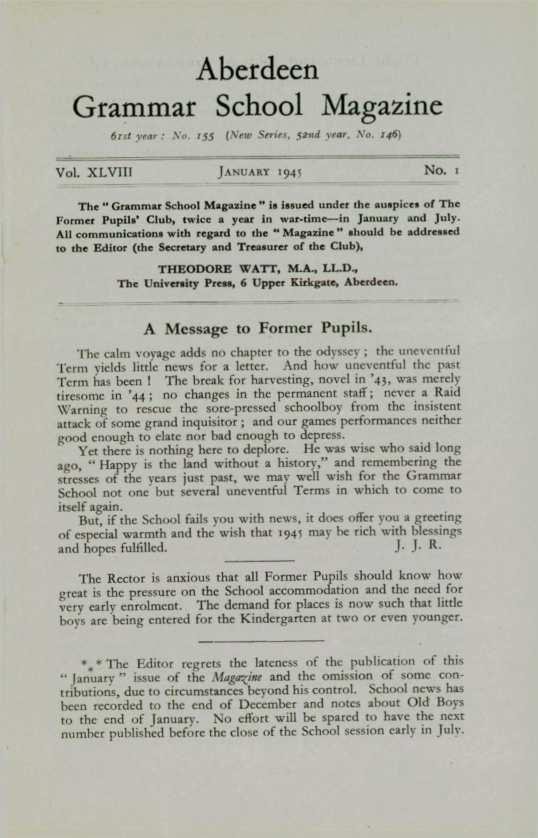 Aberdeen
Grammar School Magazine
61st year : No. 155 (New Series, 52nd year, No. 146)
Vol. XLVIII January 1945 No. 1
The " Grammar School Magazine " is issued under the auspices of The
Former Pupils' Club, twice a year in war-time—in January and July.
All communications with regard to the " Magazine " should be addressed
to the Editor (the Secretary and Treasurer of the Club),
THEODORE WATT, M.A., LL.D.,
The University Press, 6 Upper Kirkgate, Aberdeen.
A Message to Former Pupils.
The calm voyage adds no chapter to the odyssey ; the uneventful
Term yields little news for a letter. And how uneventful the past
Term has been ! The break for harvesting, novel in '43, was merely
tiresome in '44 ; no changes in the permanent staff ; never a Raid
Warning to rescue the sore-pressed schoolboy from the insistent
attack of some grand inquisitor ; and our games performances neither
good enough to elate nor bad enough to depress.
Yet there is nothing here to deplore. He was wise who said long
ago, " Happy is the land without a history," and remembering the
stresses of the years just past, we may well wish for the Grammar
School not one but several uneventful Terms in which to come to
itself again.
But, if the School fails you with news, it does offer you a greeting
of especial warmth and the wish that 1945 may be rich with blessings
and hopes fulfilled. J. J. R.
The Rector is anxious that all Former Pupils should know how
great is the pressure on the School accommodation and the need for
very early enrolment. The demand for places is now such that little
boys are being entered for the Kindergarten at two or even younger.
*** The Editor regrets the lateness of the publication of this
" January " issue of the Magazine and the omission of some con-
tributions, due to circumstances beyond his control. School news has
been recorded to the end of December and notes about Old Boys
to the end of January. No effort will be spared to have the next
number published before the close of the School session early in July.